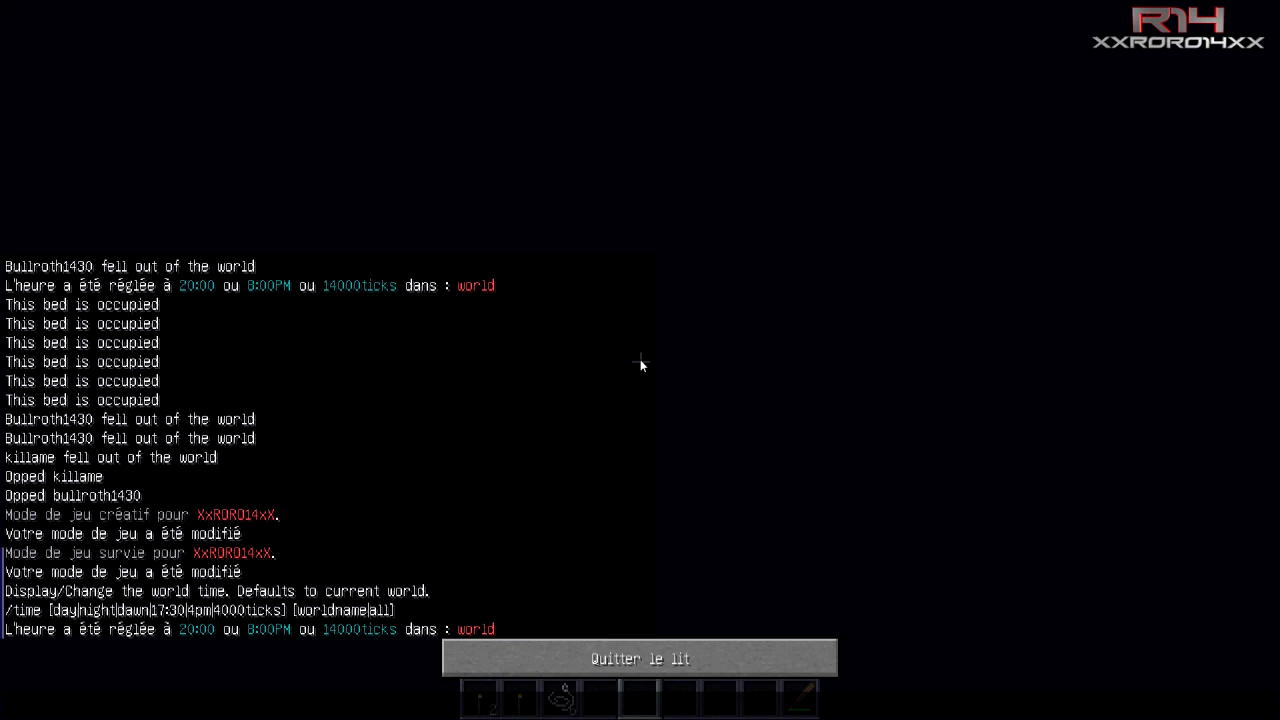 R14
XXRORO14XX
Bullroth1430 fell out of the world
L'heure a été réglée à 20:00 ou 8:00PM ou 14000ticks dans : world
This bed is occupied
This bed is occupied
This bed is occupied
This bed is occupied
This bed is occupied
This bed is occupied
Bullroth1430 fell out of the world
Bullroth1430 fell out of the world
killame fell out of the world
Opped killame
Opped bullroth1430
Mode de jeu créatif pour XxRORO14xX.
Votre mode de jeu a été modifié
Mode de jeu survie pour XxRORO14xX.
Votre mode de jeu a été modifié
Display/Change the world time. Defaults to current world.
/time [day|night|dawn|17:30|4pm|4000ticks] [worldname|all]
L'heure a été réglée à 20:00 ou 8:00PM ou 14000ticks dans : world
Quitter le lit